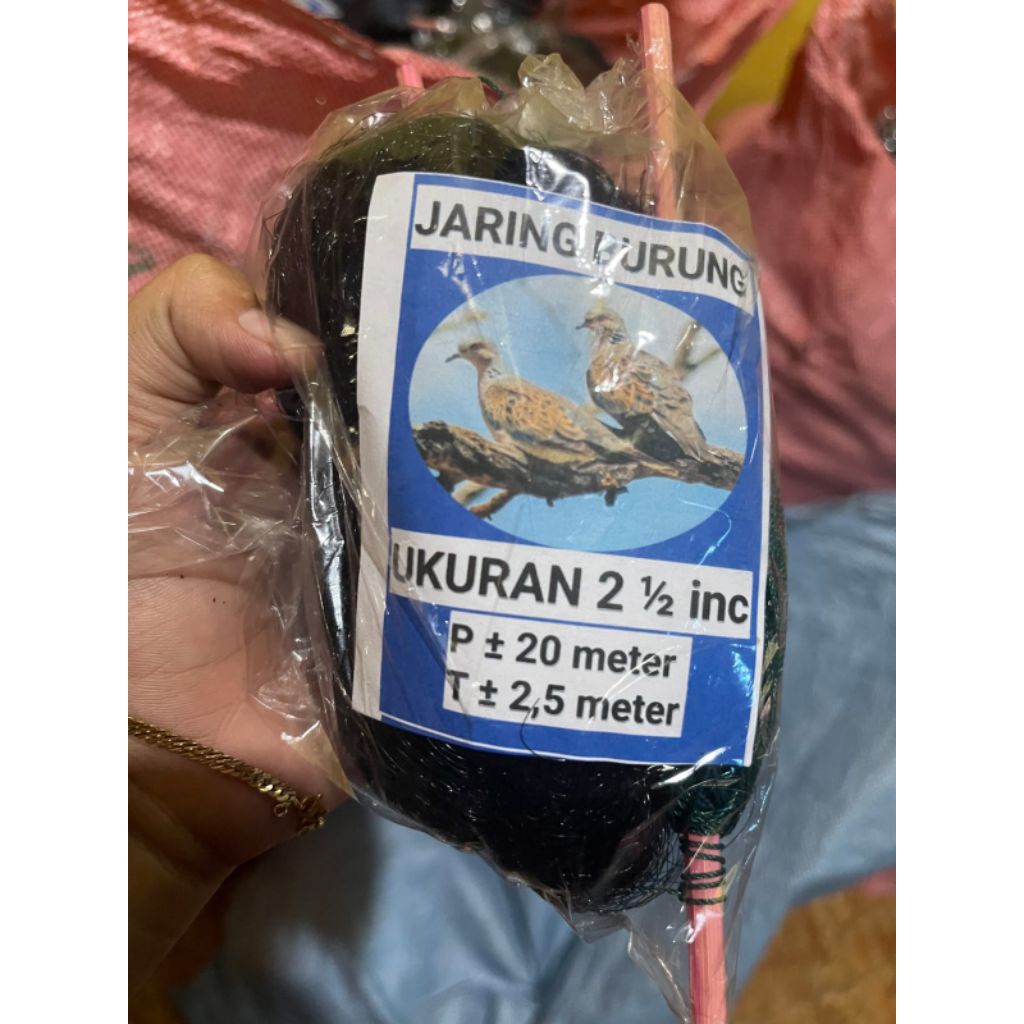 JARING BURUNG
UKURAN 2 ½ inc
P ± 20 meter
T ± 2,5 meter